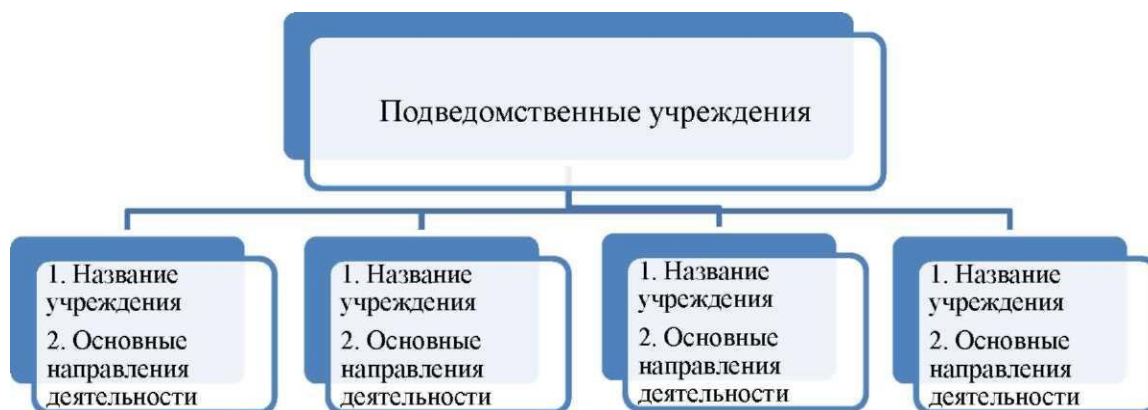 Подведомственные учреждения
1. Название
учреждения
2. Основные
направления
деятельности
1. Название
учреждения
2. Основные
направления
деятельности
1. Название
учреждения
2. Основные
направления
деятельности
1. Название
учреждения
2. Основные
направления
деятельности